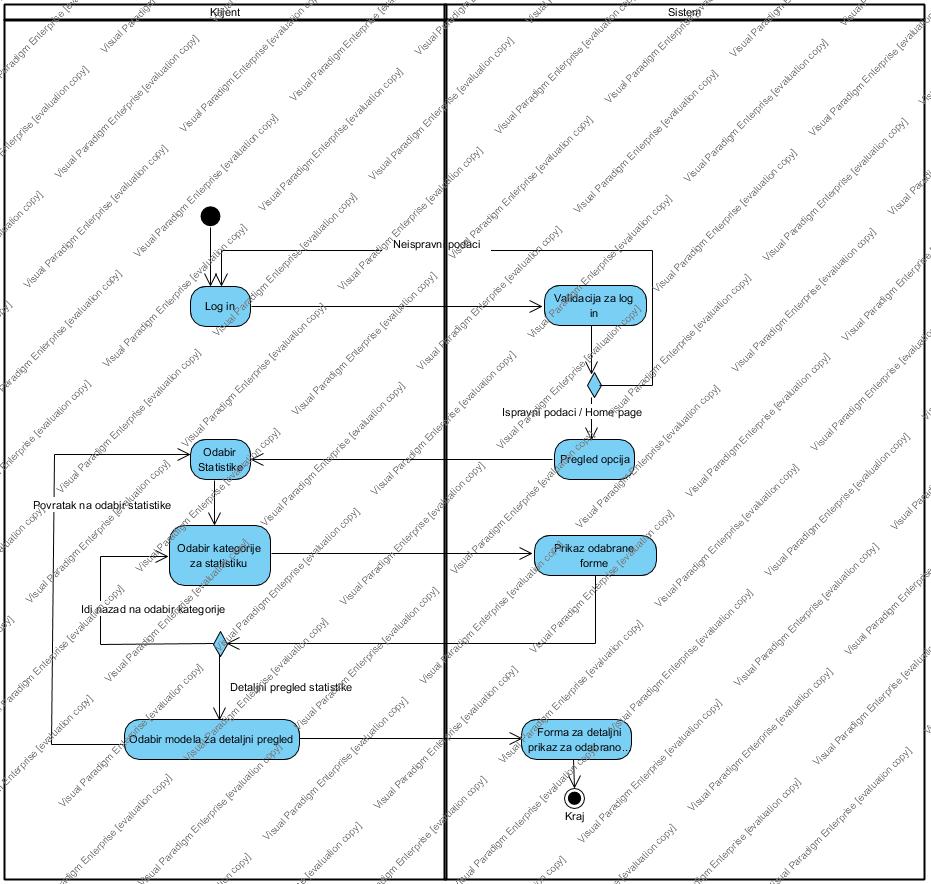 Klijent
Sistem
Neispravni podaci
Log in
Validacija za log
in
Ispravni podaci / Home page
Odabir
Statistike
Pregled opcija
Povratak na odabir statistike
Odabir kategorije
za statistiku
Prikaz odabrane
forme
Idi nazad na odabir kategorije
Detaljni pregled statistike
Odabir modela za detaljni pregled
Forma za detaljni
prikaz za odabrano...
Kraj
Visual Paradigm Enterprise [evaluation copy]